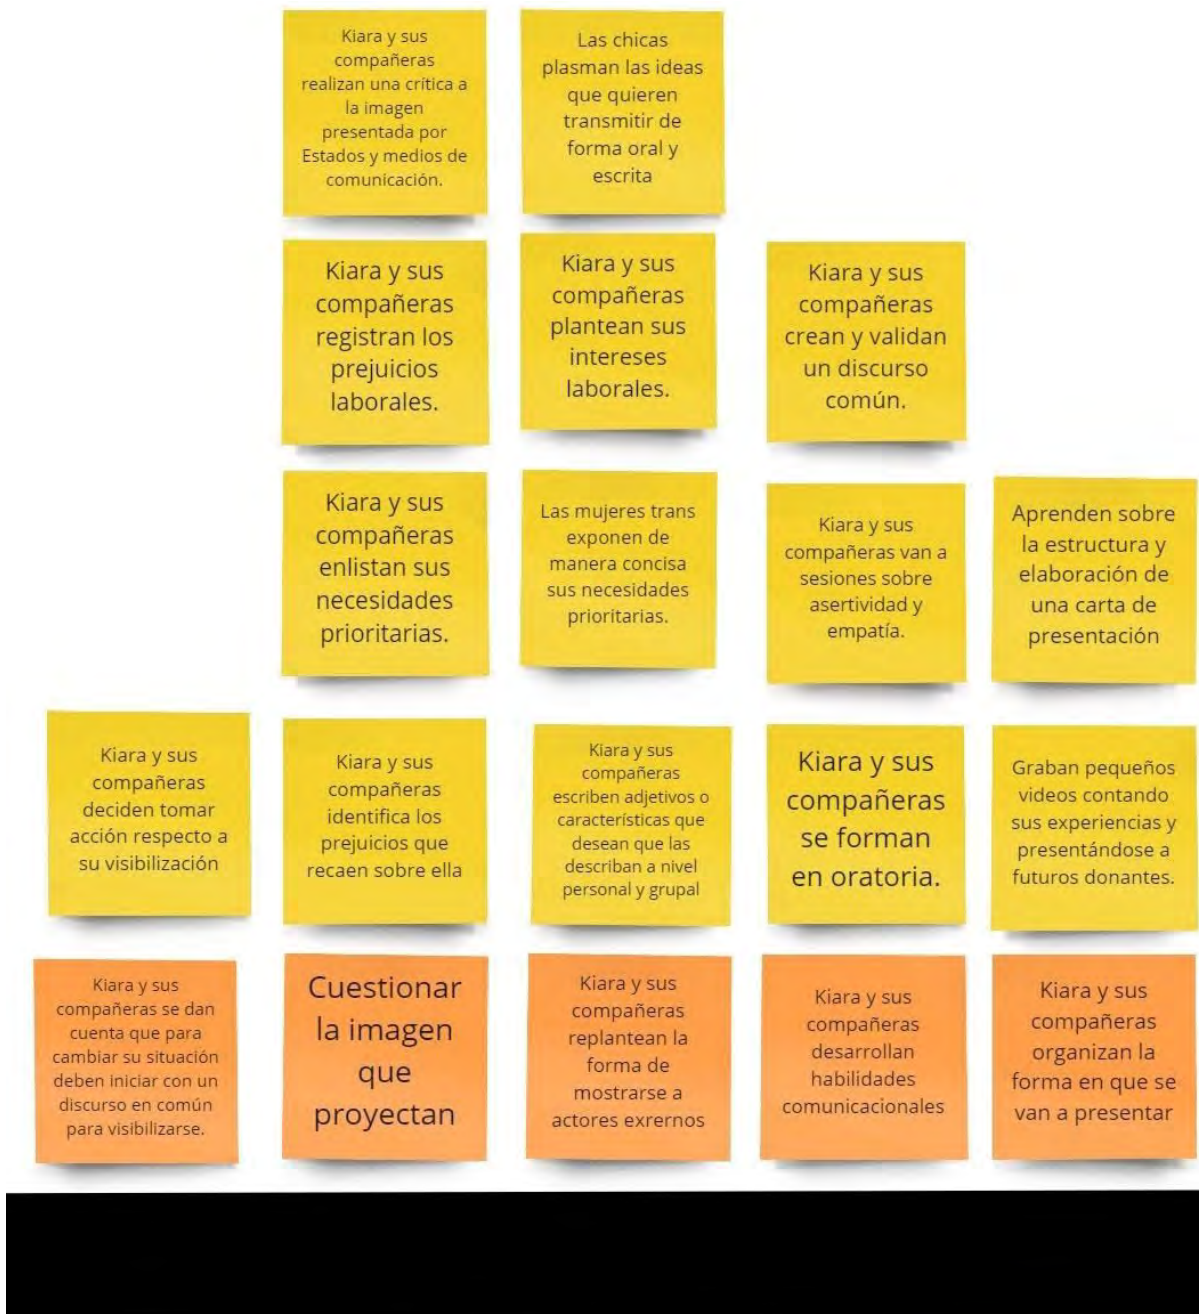 Kiara y sus
compañeras
realizan una crítica a
la imagen
presentada por
Estados y medios de
comunicación.
Las chicas
plasman las ideas
que quieren
transmitir de
forma oral y
escrita
Kiara y sus
compañeras
registran los
prejuicios
laborales.
Kiara y sus
compañeras
plantean sus
intereses
laborales.
Kiara y sus
compañeras
crean y validan
un discurso
común.
Kiara y sus
compañeras
enlistan sus
necesidades
prioritarias.
Las mujeres trans
exponen de
manera concisa
sus necesidades
prioritarias.
Kiara y sus
compañeras van a
sesiones sobre
asertividad y
empatía.
Aprenden sobre
la estructura y
elaboración de
una carta de
presentación
Kiara y sus
compañeras
deciden tomar
acción respecto a
su visibilización
Kiara y sus
compañeras
identifica los
prejuicios que
recaen sobre ella
Kiara y sus
compañeras
escriben adjetivos o
características que
desean que las
describan a nivel
personal y grupal
Kiara y sus
compañeras
se forman
en oratoria.
Graban pequeños
videos contando
sus experiencias y
presentándose a
futuros donantes.
Kiara y sus
compañeras se dan
cuenta que para
cambiar su situación
deben iniciar con un
discurso en común
para visibilizarse.
Cuestionar
la imagen
que
proyectan
Kiara y sus
compañeras
replantean la
forma de
mostrarse a
actores exrernos
Kiara y sus
compañeras
desarrollan
habilidades
comunicacionales
Kiara y sus
compañeras
organizan la
forma en que se
van a presentar